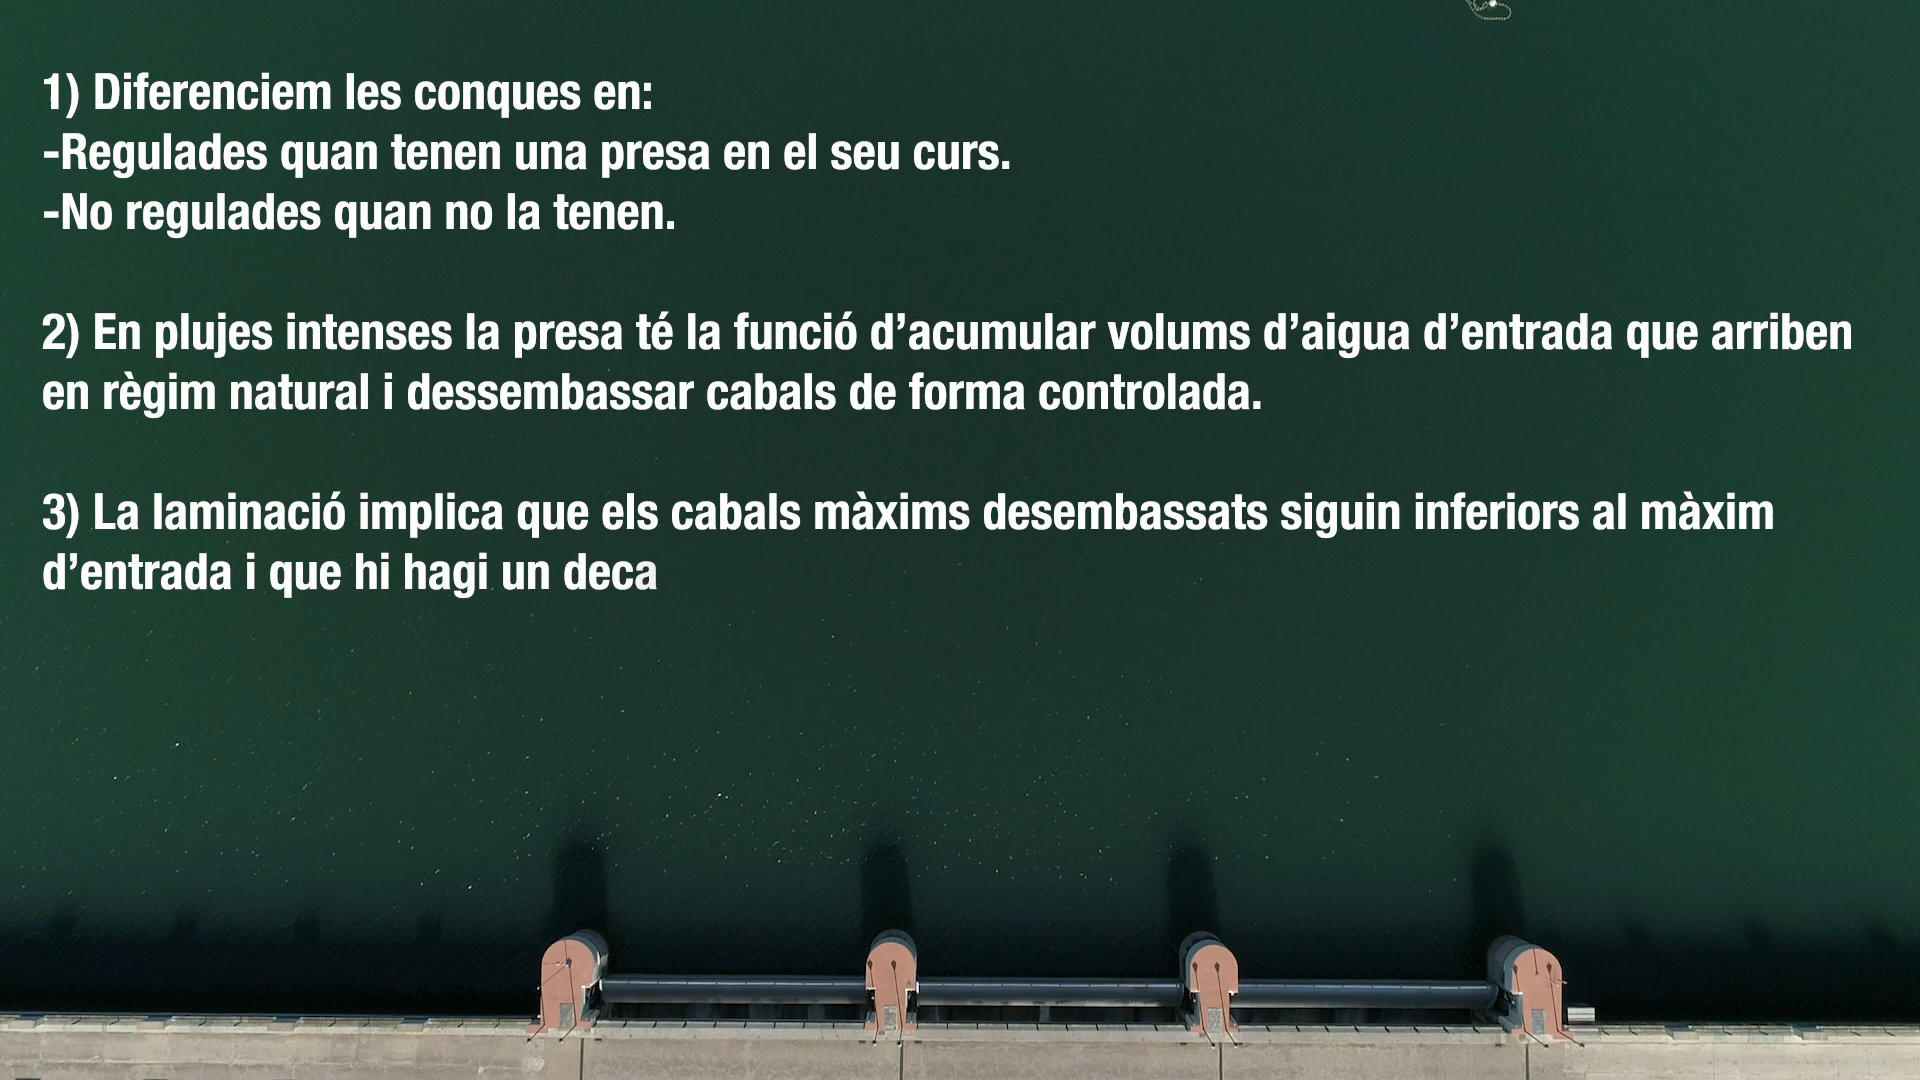 1) Diferenciem les conques en:
-Regulades quan tenen una presa en el seu curs.
-No regulades quan no la tenen.
2) En plujes intenses la presa té la funció d’acumular volums d’aigua d’entrada que arriben
en règim natural i dessembassar cabals de forma controlada.
3) La laminació implica que els cabals màxims desembassats siguin inferiors al màxim
d’entrada i que hi hagi un deca